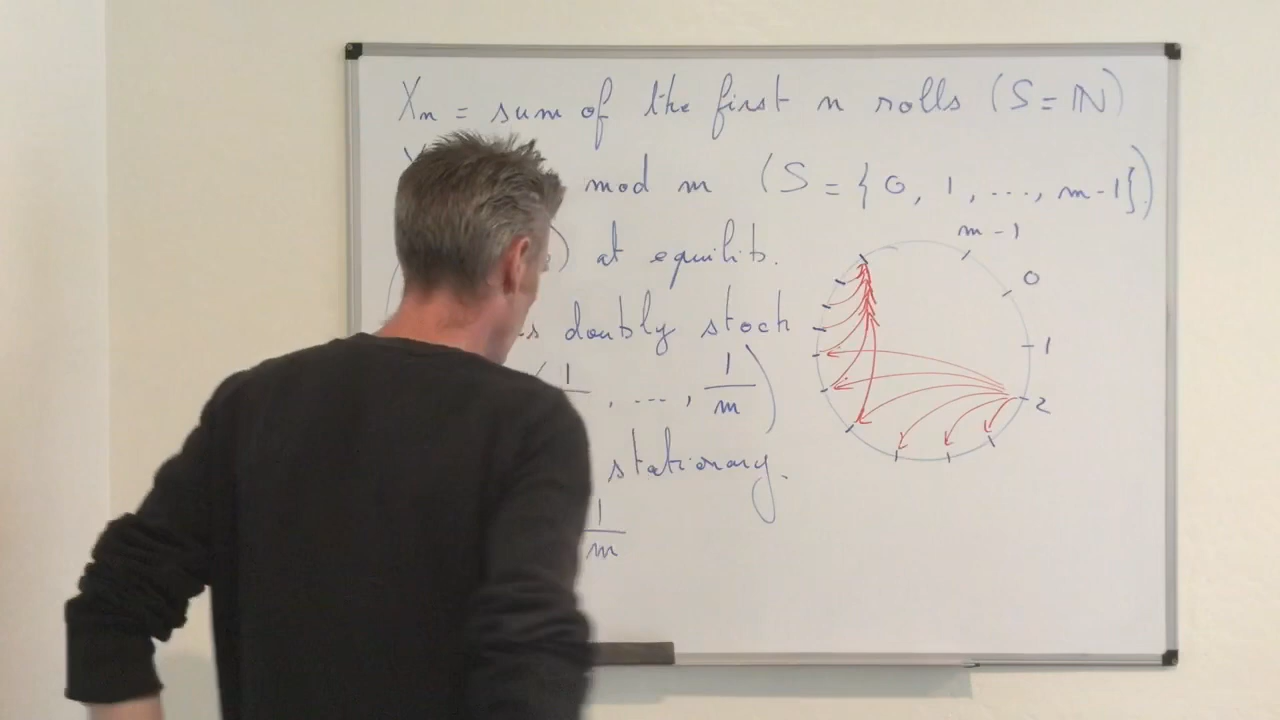 Xn = sum of the first n rolls (S = ℕ)
mod m (S = {0, 1, ..., m-1})
) at equilib.
s doubly stoch
1 , ... , 1/m )
stationary.
1/m
m-1
0
1
2